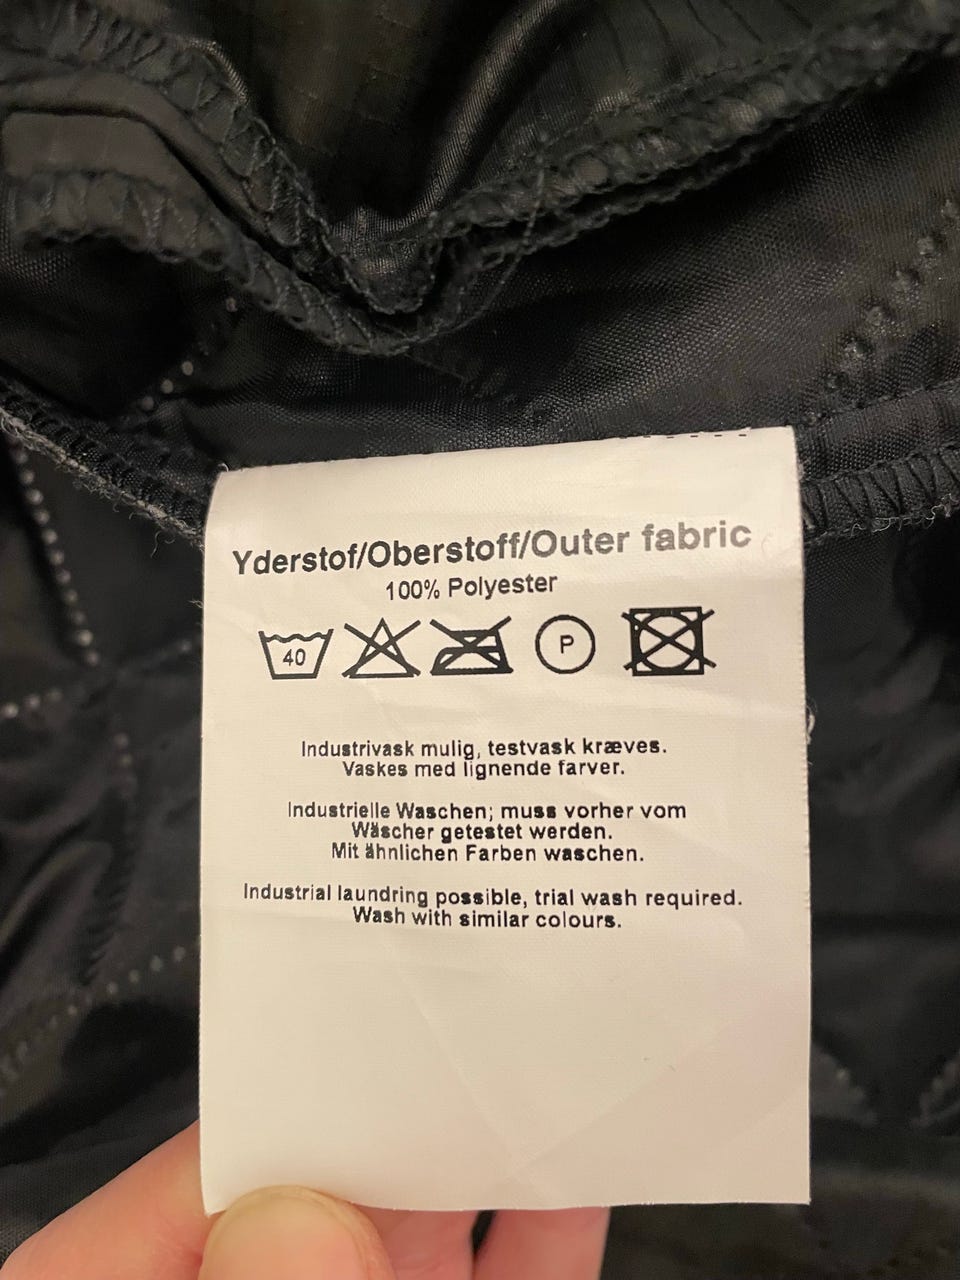 Yderstof/Oberstoff/Outer fabric
100% Polyester
40 P
Industrivask mulig, testvask kræves.
Vaskes med lignende farver.
Industrielle Waschen; muss vorher vom
Wäscher getestet werden.
Mit ähnlichen Farben waschen.
Industrial laundring possible, trial wash required.
Wash with similar colours.